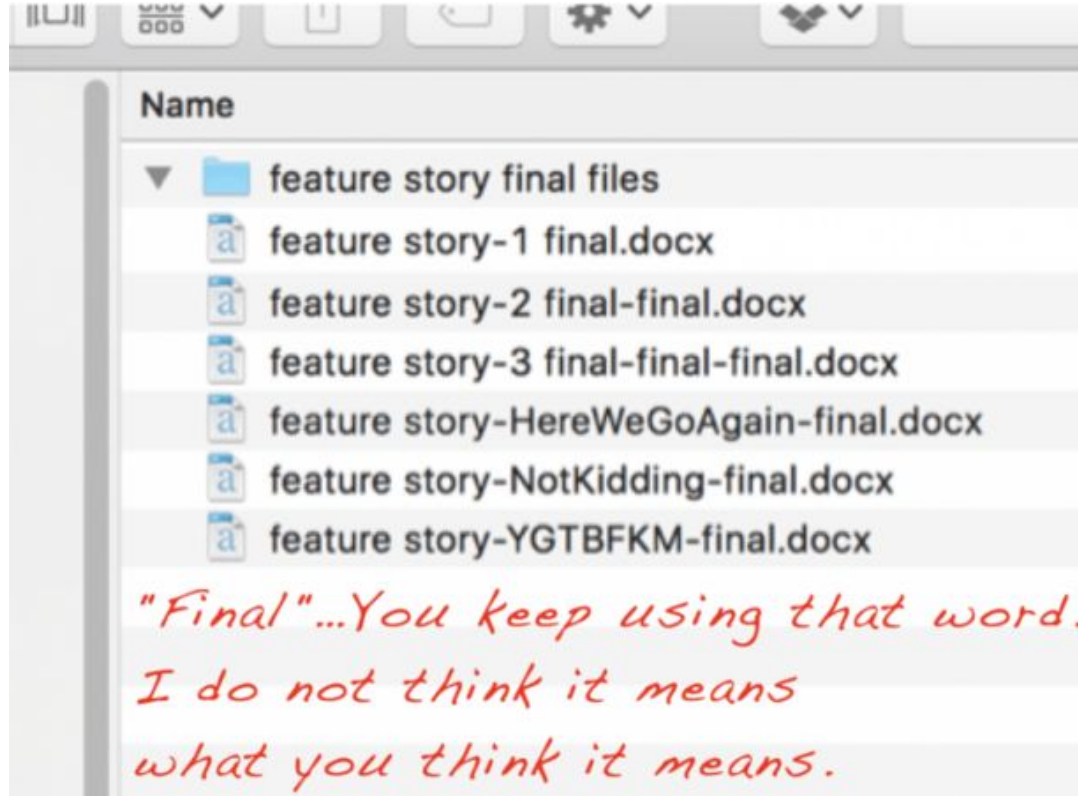 Name
feature story final files
feature story-1 final.docx
feature story-2 final-final.docx
feature story-3 final-final-final.docx
feature story-HereWeGoAgain-final.docx
feature story-NotKidding-final.docx
feature story-YGTBFKM-final.docx
"Final"...You keep using that word.
I do not think it means
what you think it means.